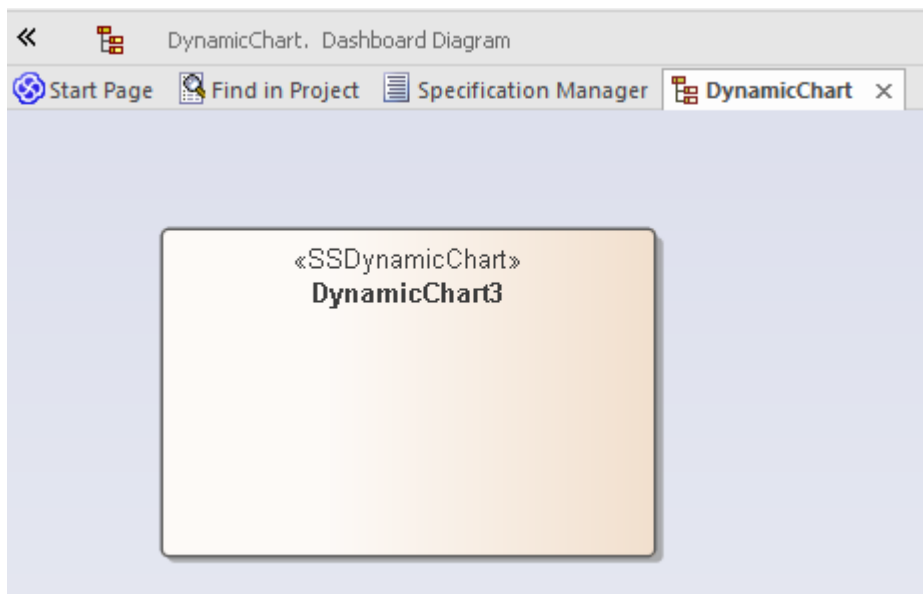 « DynamicChart. Dashboard Diagram
Start Page Find in Project Specification Manager DynamicChart ×
«SSDynamicChart»
DynamicChart3